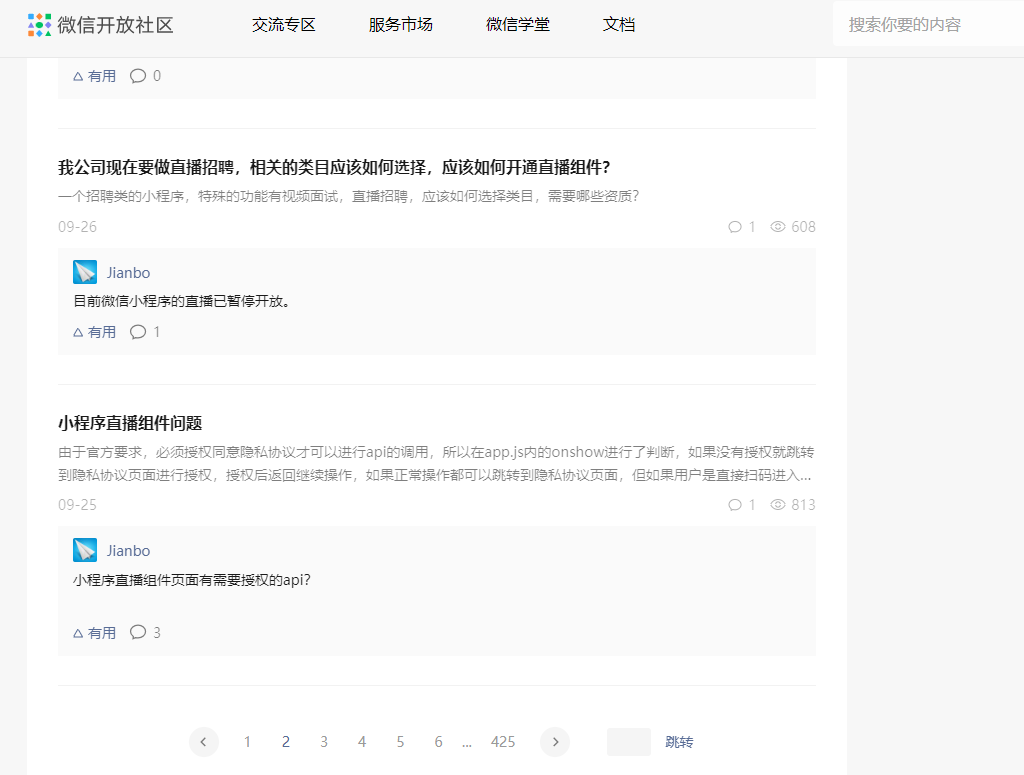 微信开放社区
交流专区 服务市场 微信学堂 文档
搜索你要的内容
有用 0
我公司现在要做直播招聘，相关的类目应该如何选择，应该如何开通直播组件？
一个招聘类的小程序，特殊的功能有视频面试，直播招聘，应该如何选择类目，需要哪些资质？
09-26 1 608
Jianbo
目前微信小程序的直播已暂停开放。
有用 1
小程序直播组件问题
由于官方要求，必须授权同意隐私协议才可以进行api的调用，所以在app.js内的onshow进行了判断，如果没有授权就跳转
到隐私协议页面进行授权，授权后返回继续操作，如果正常操作都可以跳转到隐私协议页面，但如果用户是直接扫码进入...
09-25 1 813
Jianbo
小程序直播组件页面有需要授权的api？
有用 3
1 2 3 4 5 6 ... 425 跳转